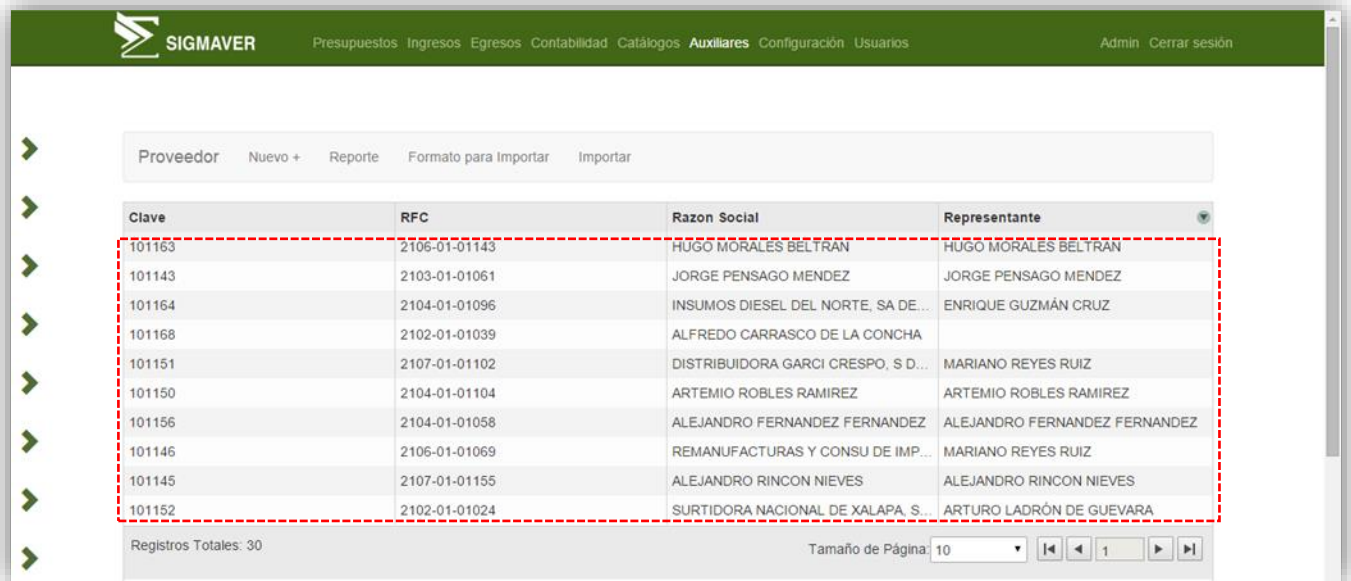 SIGMAVER Presupuestos Ingresos Egresos Contabilidad Catálogos Auxiliares Configuración Usuarios Admin Cerrar sesión
Proveedor Nuevo + Reporte Formato para Importar Importar
Clave RFC Razon Social Representante
101163 2106-01-01143 HUGO MORALES BELTRAN HUGO MORALES BELTRAN
101143 2103-01-01061 JORGE PENSAGO MENDEZ JORGE PENSAGO MENDEZ
101164 2104-01-01096 INSUMOS DIESEL DEL NORTE, SA DE... ENRIQUE GUZMÁN CRUZ
101168 2102-01-01039 ALFREDO CARRASCO DE LA CONCHA
101151 2107-01-01102 DISTRIBUIDORA GARCI CRESPO, S D... MARIANO REYES RUIZ
101150 2104-01-01104 ARTEMIO ROBLES RAMIREZ ARTEMIO ROBLES RAMIREZ
101156 2104-01-01058 ALEJANDRO FERNANDEZ FERNANDEZ ALEJANDRO FERNANDEZ FERNANDEZ
101146 2106-01-01069 REMANUFACTURAS Y CONSU DE IMP... MARIANO REYES RUIZ
101145 2107-01-01155 ALEJANDRO RINCON NIEVES ALEJANDRO RINCON NIEVES
101152 2102-01-01024 SURTIDORA NACIONAL DE XALAPA, S... ARTURO LADRÓN DE GUEVARA
Registros Totales: 30 Tamaño de Página: 10 1